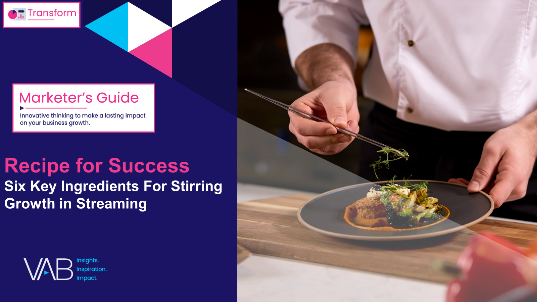 Transform
Marketer's Guide
Innovative thinking to make a lasting impact
on your business growth.
Recipe for Success
Six Key Ingredients For Stirring
Growth in Streaming
VAB
Insights.
Inspiration.
Impact.